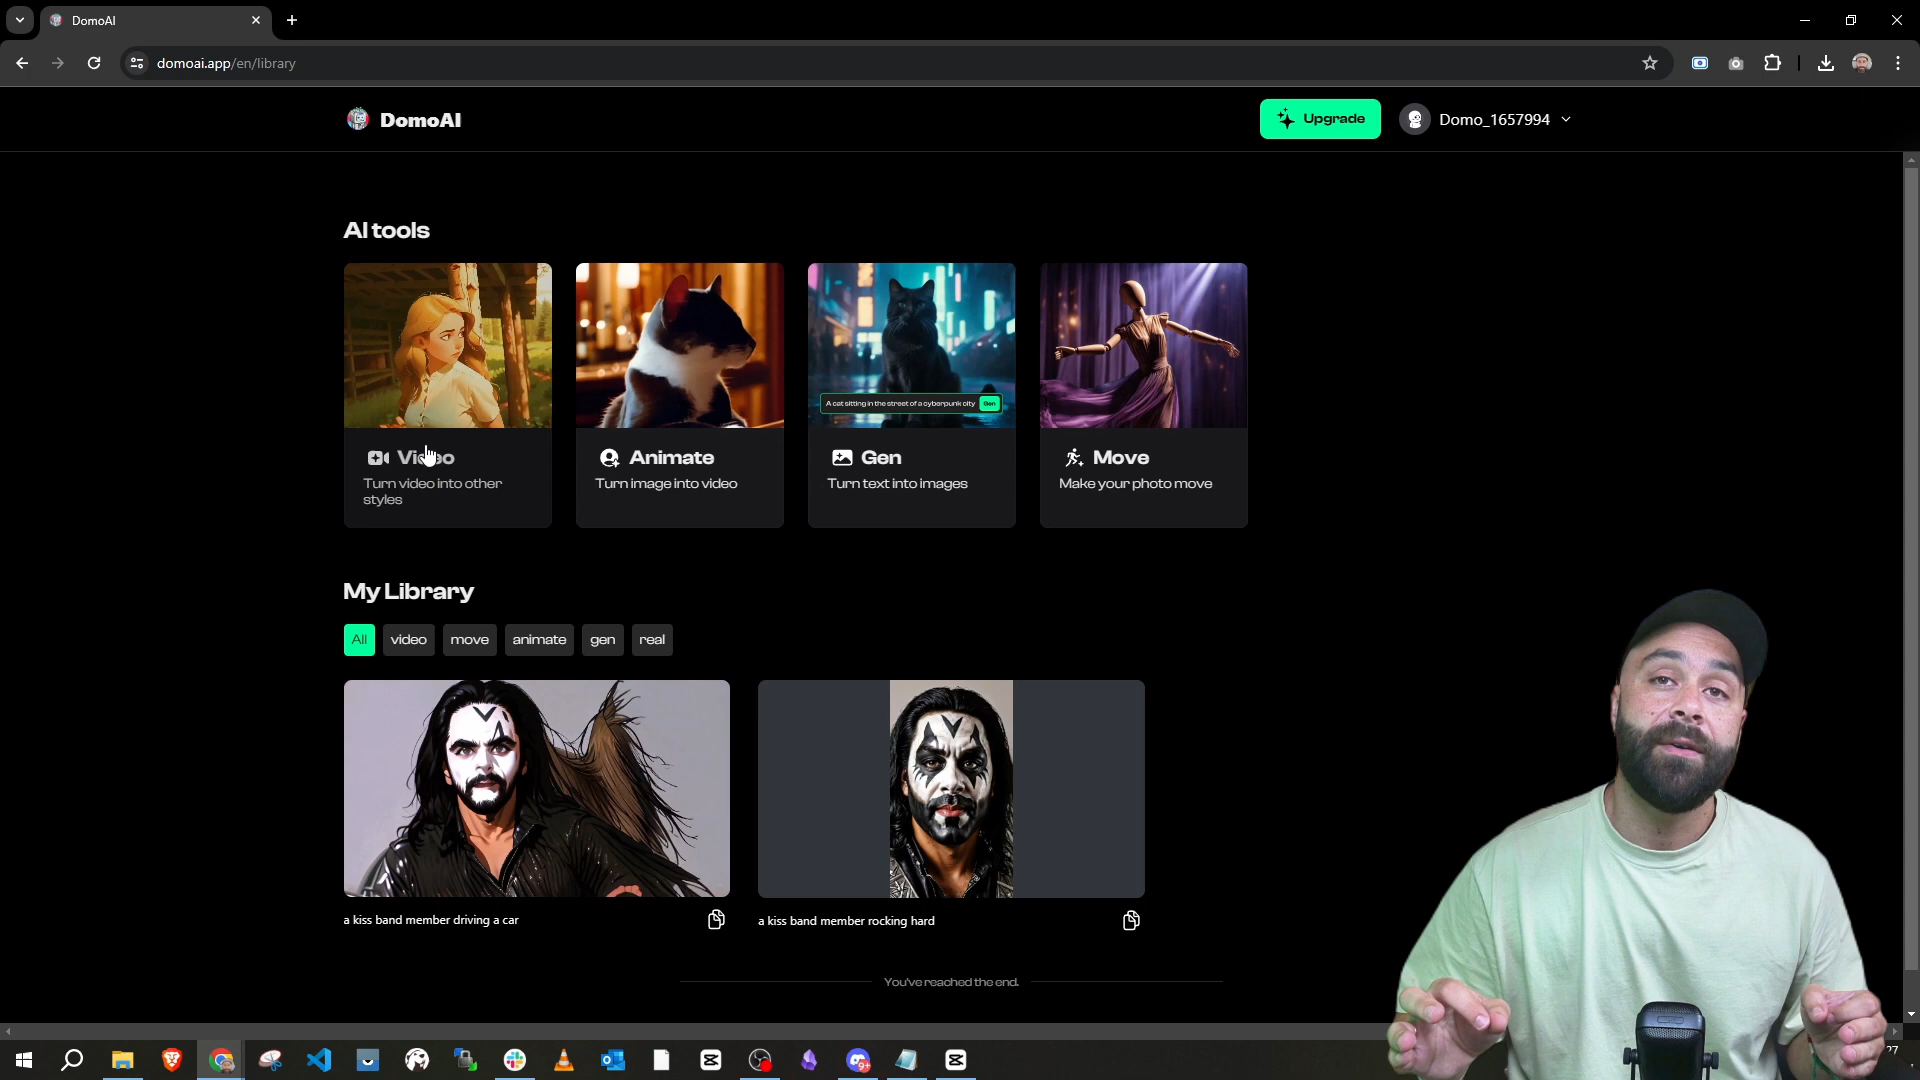 DomoAI
domoai.app/en/library
DomoAI
Upgrade
Domo_1657994
AI tools
A cat sitting in the street of a cyberpunk city
Gen
Video
Turn video into other
styles
Animate
Turn image into video
Gen
Turn text into images
Move
Make your photo move
My Library
All
video
move
animate
gen
real
a kiss band member driving a car
a kiss band member rocking hard
You've reached the end.
9+
27